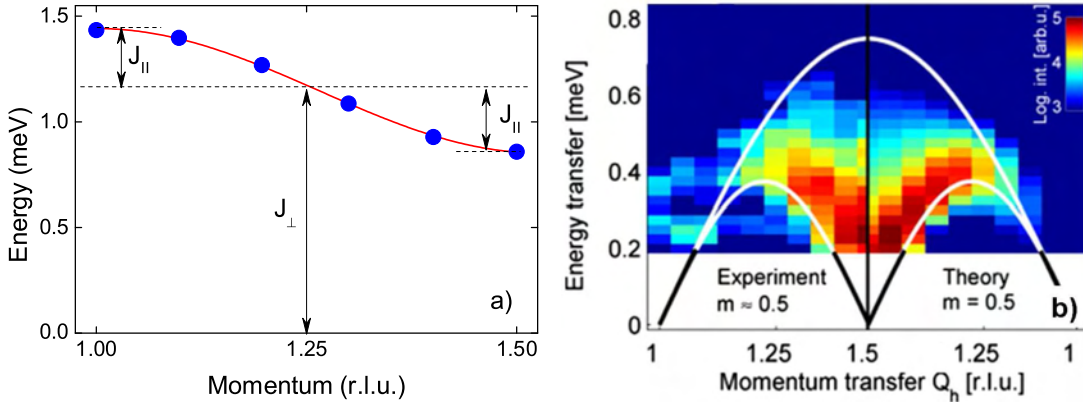 1.5
1.0
0.5
0.0
Energy (meV)
J||
J||
J⊥
a)
1.00
1.25
1.50
Momentum (r.l.u.)
0.8
0.6
0.4
0.2
0
Energy transfer [meV]
5
4
3
Log. int. [arb.u.]
Experiment
m ≈ 0.5
Theory
m = 0.5
b)
1
1.25
1.5
1.25
1
Momentum transfer Qh [r.l.u.]